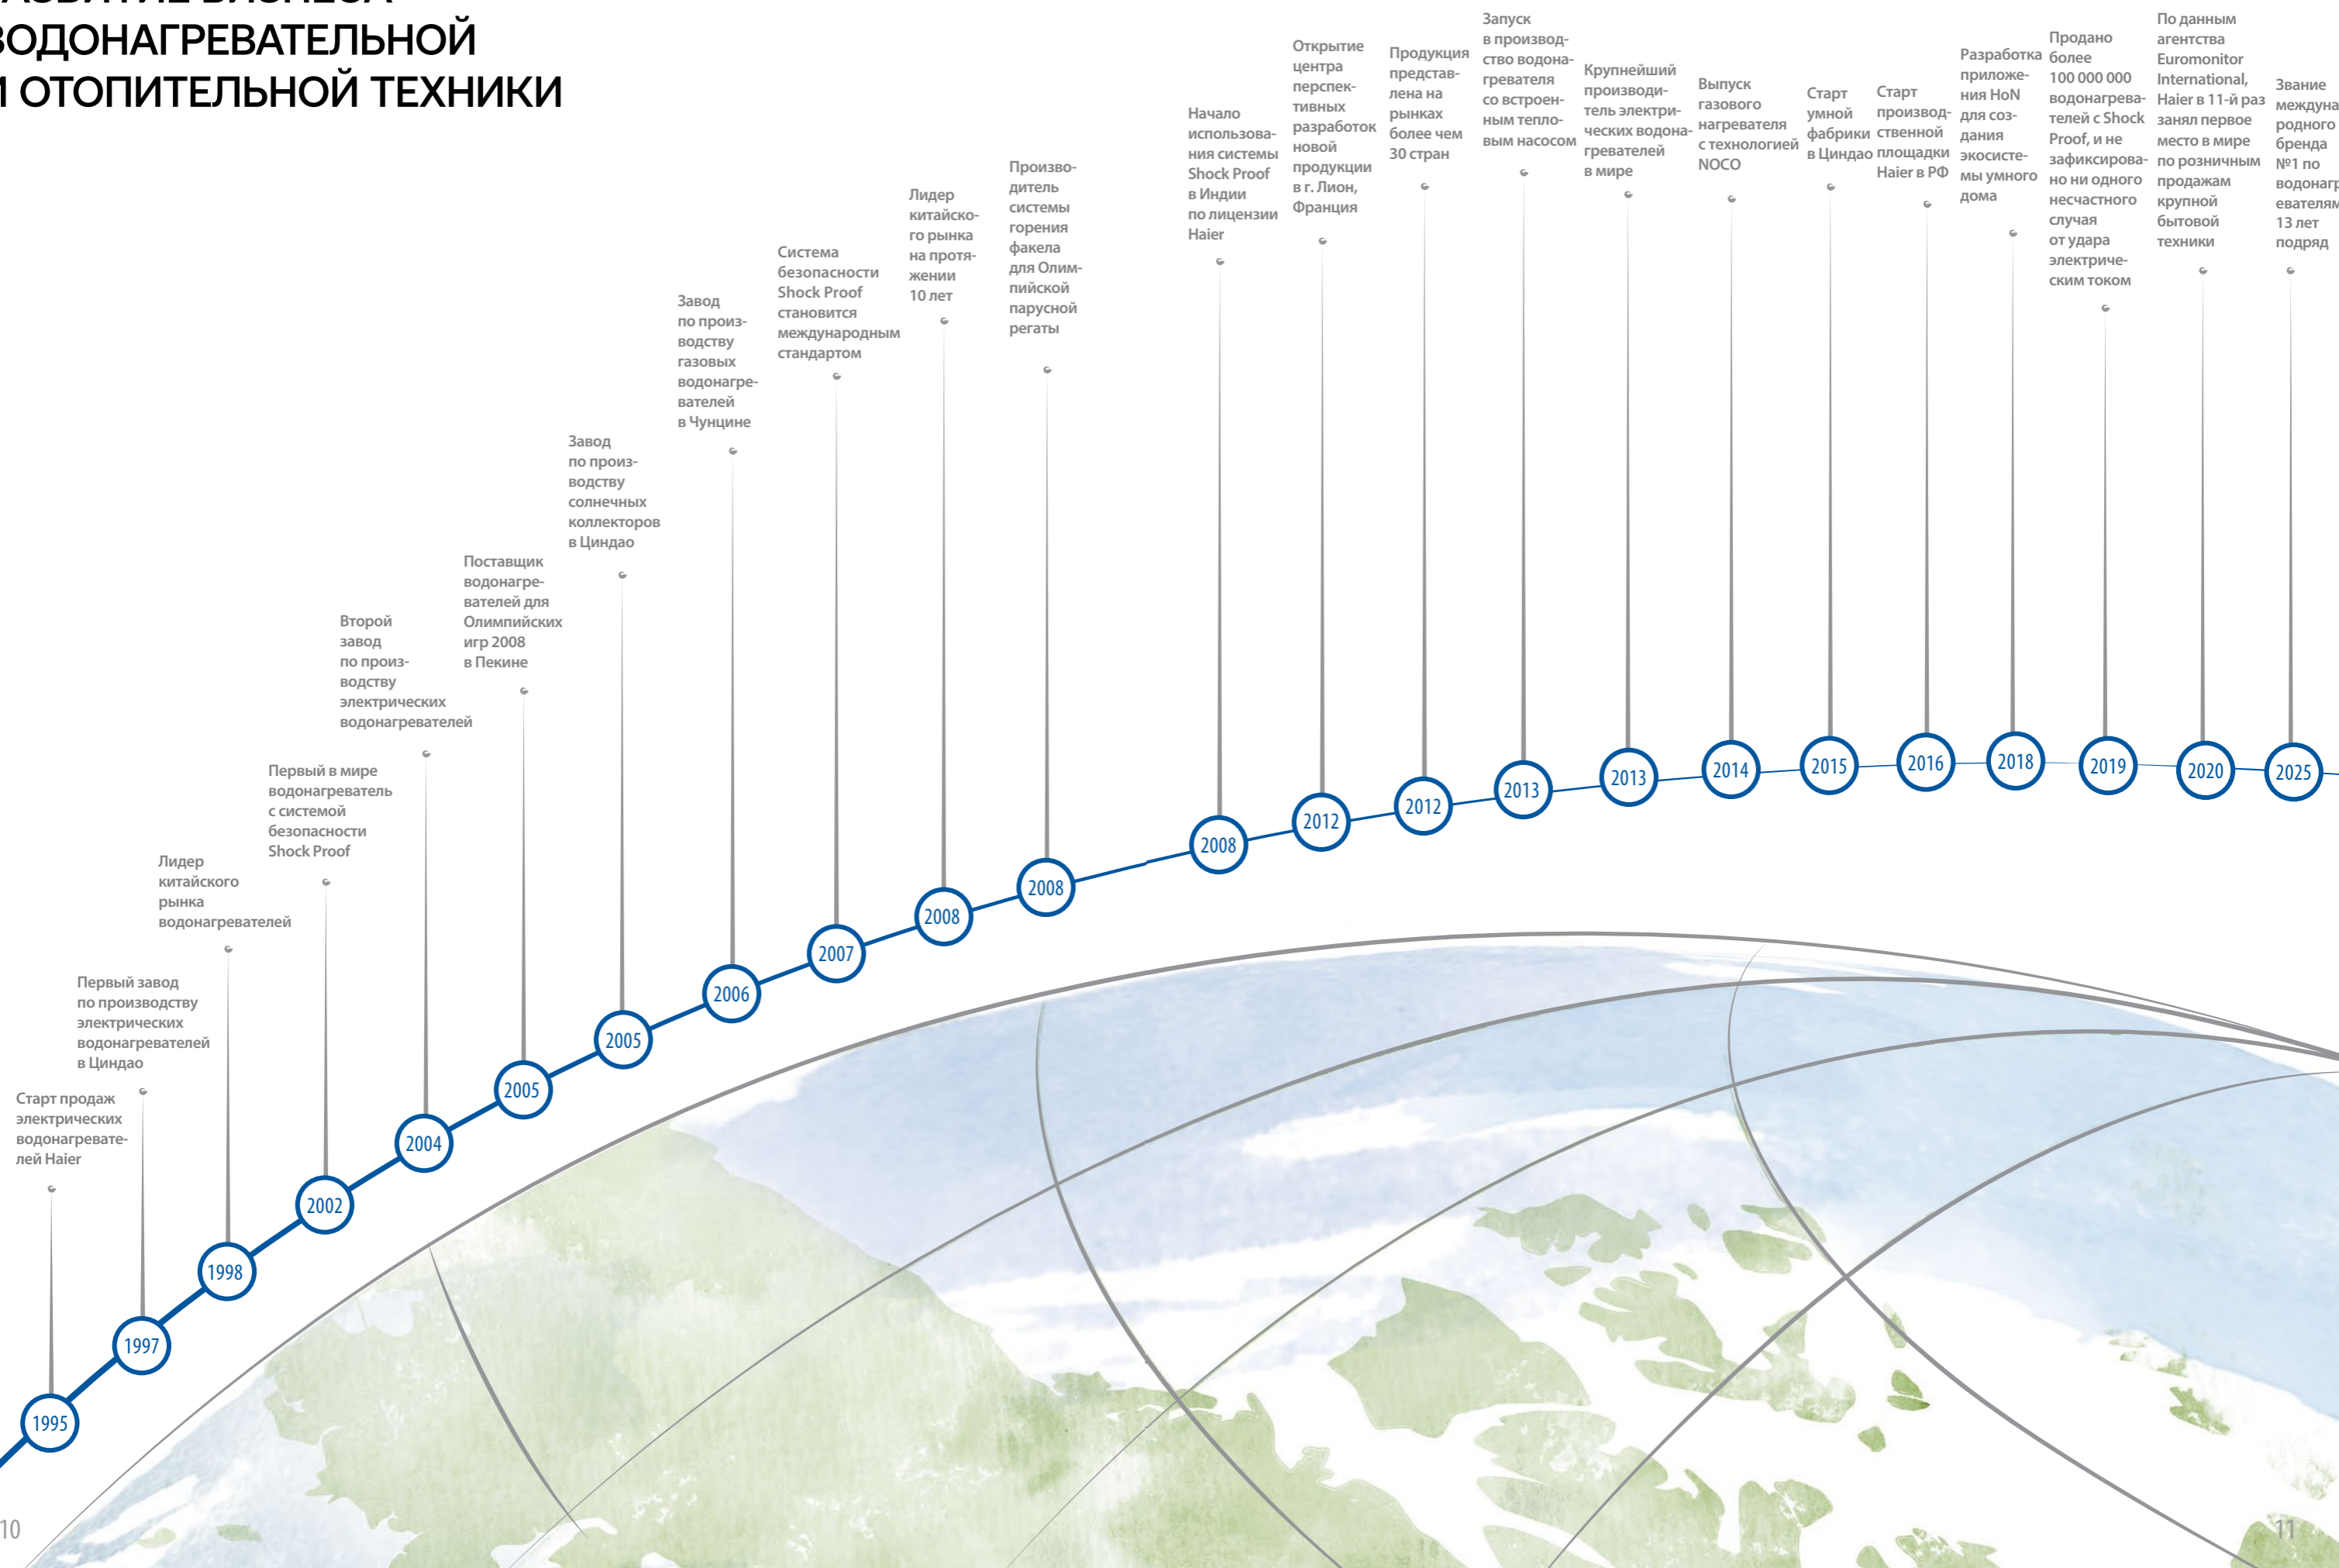 АЗВИТИЕ БИЗНЕСА
ВОДОНАГРЕВАТЕЛЬНОЙ
И ОТОПИТЕЛЬНОЙ ТЕХНИКИ
Старт продаж
электрических
водонагревате-
лей Haier
1995
Первый завод
по производству
электрических
водонагревателей
в Циндао
1997
Лидер
китайского
рынка
водонагревателей
1998
Первый в мире
водонагреватель
с системой
безопасности
Shock Proof
2002
Второй
завод
по произ-
водству
электрических
водонагревателей
2004
Поставщик
водонагре-
вателей для
Олимпийских
игр 2008
в Пекине
2005
Завод
по произ-
водству
солнечных
коллекторов
в Циндао
2005
Завод
по произ-
водству
газовых
водонагре-
вателей
в Чунцине
2006
Система
безопасности
Shock Proof
становится
международным
стандартом
2007
Лидер
китайско-
го рынка
на протя-
жении
10 лет
2008
Произво-
дитель
системы
горения
факела
для Олим-
пийской
парусной
регаты
2008
Начало
использова-
ния системы
Shock Proof
в Индии
по лицензии
Haier
2008
Открытие
центра
перспек-
тивных
разработок
новой
продукции
в г. Лион,
Франция
2012
Продукция
представ-
лена на
рынках
более чем
30 стран
2012
Запуск
в производ-
ство водона-
гревателя
со встроен-
ным тепло-
вым насосом
2013
Крупнейший
производи-
тель электри-
ческих водона-
гревателей
в мире
2013
Выпуск
газового
нагревателя
с технологией
NOCO
2014
Старт
умной
фабрики
в Циндао
2015
Старт
производ-
ственной
площадки
Haier в РФ
2016
Разработка
приложе-
ния HoN
для соз-
дания
экосисте-
мы умного
дома
2018
Продано
более
100 000 000
водонагрева-
телей с Shock
Proof, и не
зафиксирова-
но ни одного
несчастного
случая
от удара
электриче-
ским током
2019
По данным
агентства
Euromonitor
International,
Haier в 11-й раз
занял первое
место в мире
по розничным
продажам
крупной
бытовой
техники
2020
Звание
междуна
родного
бренда
№1 по
водонагр
евателям
13 лет
подряд
2025
10
11